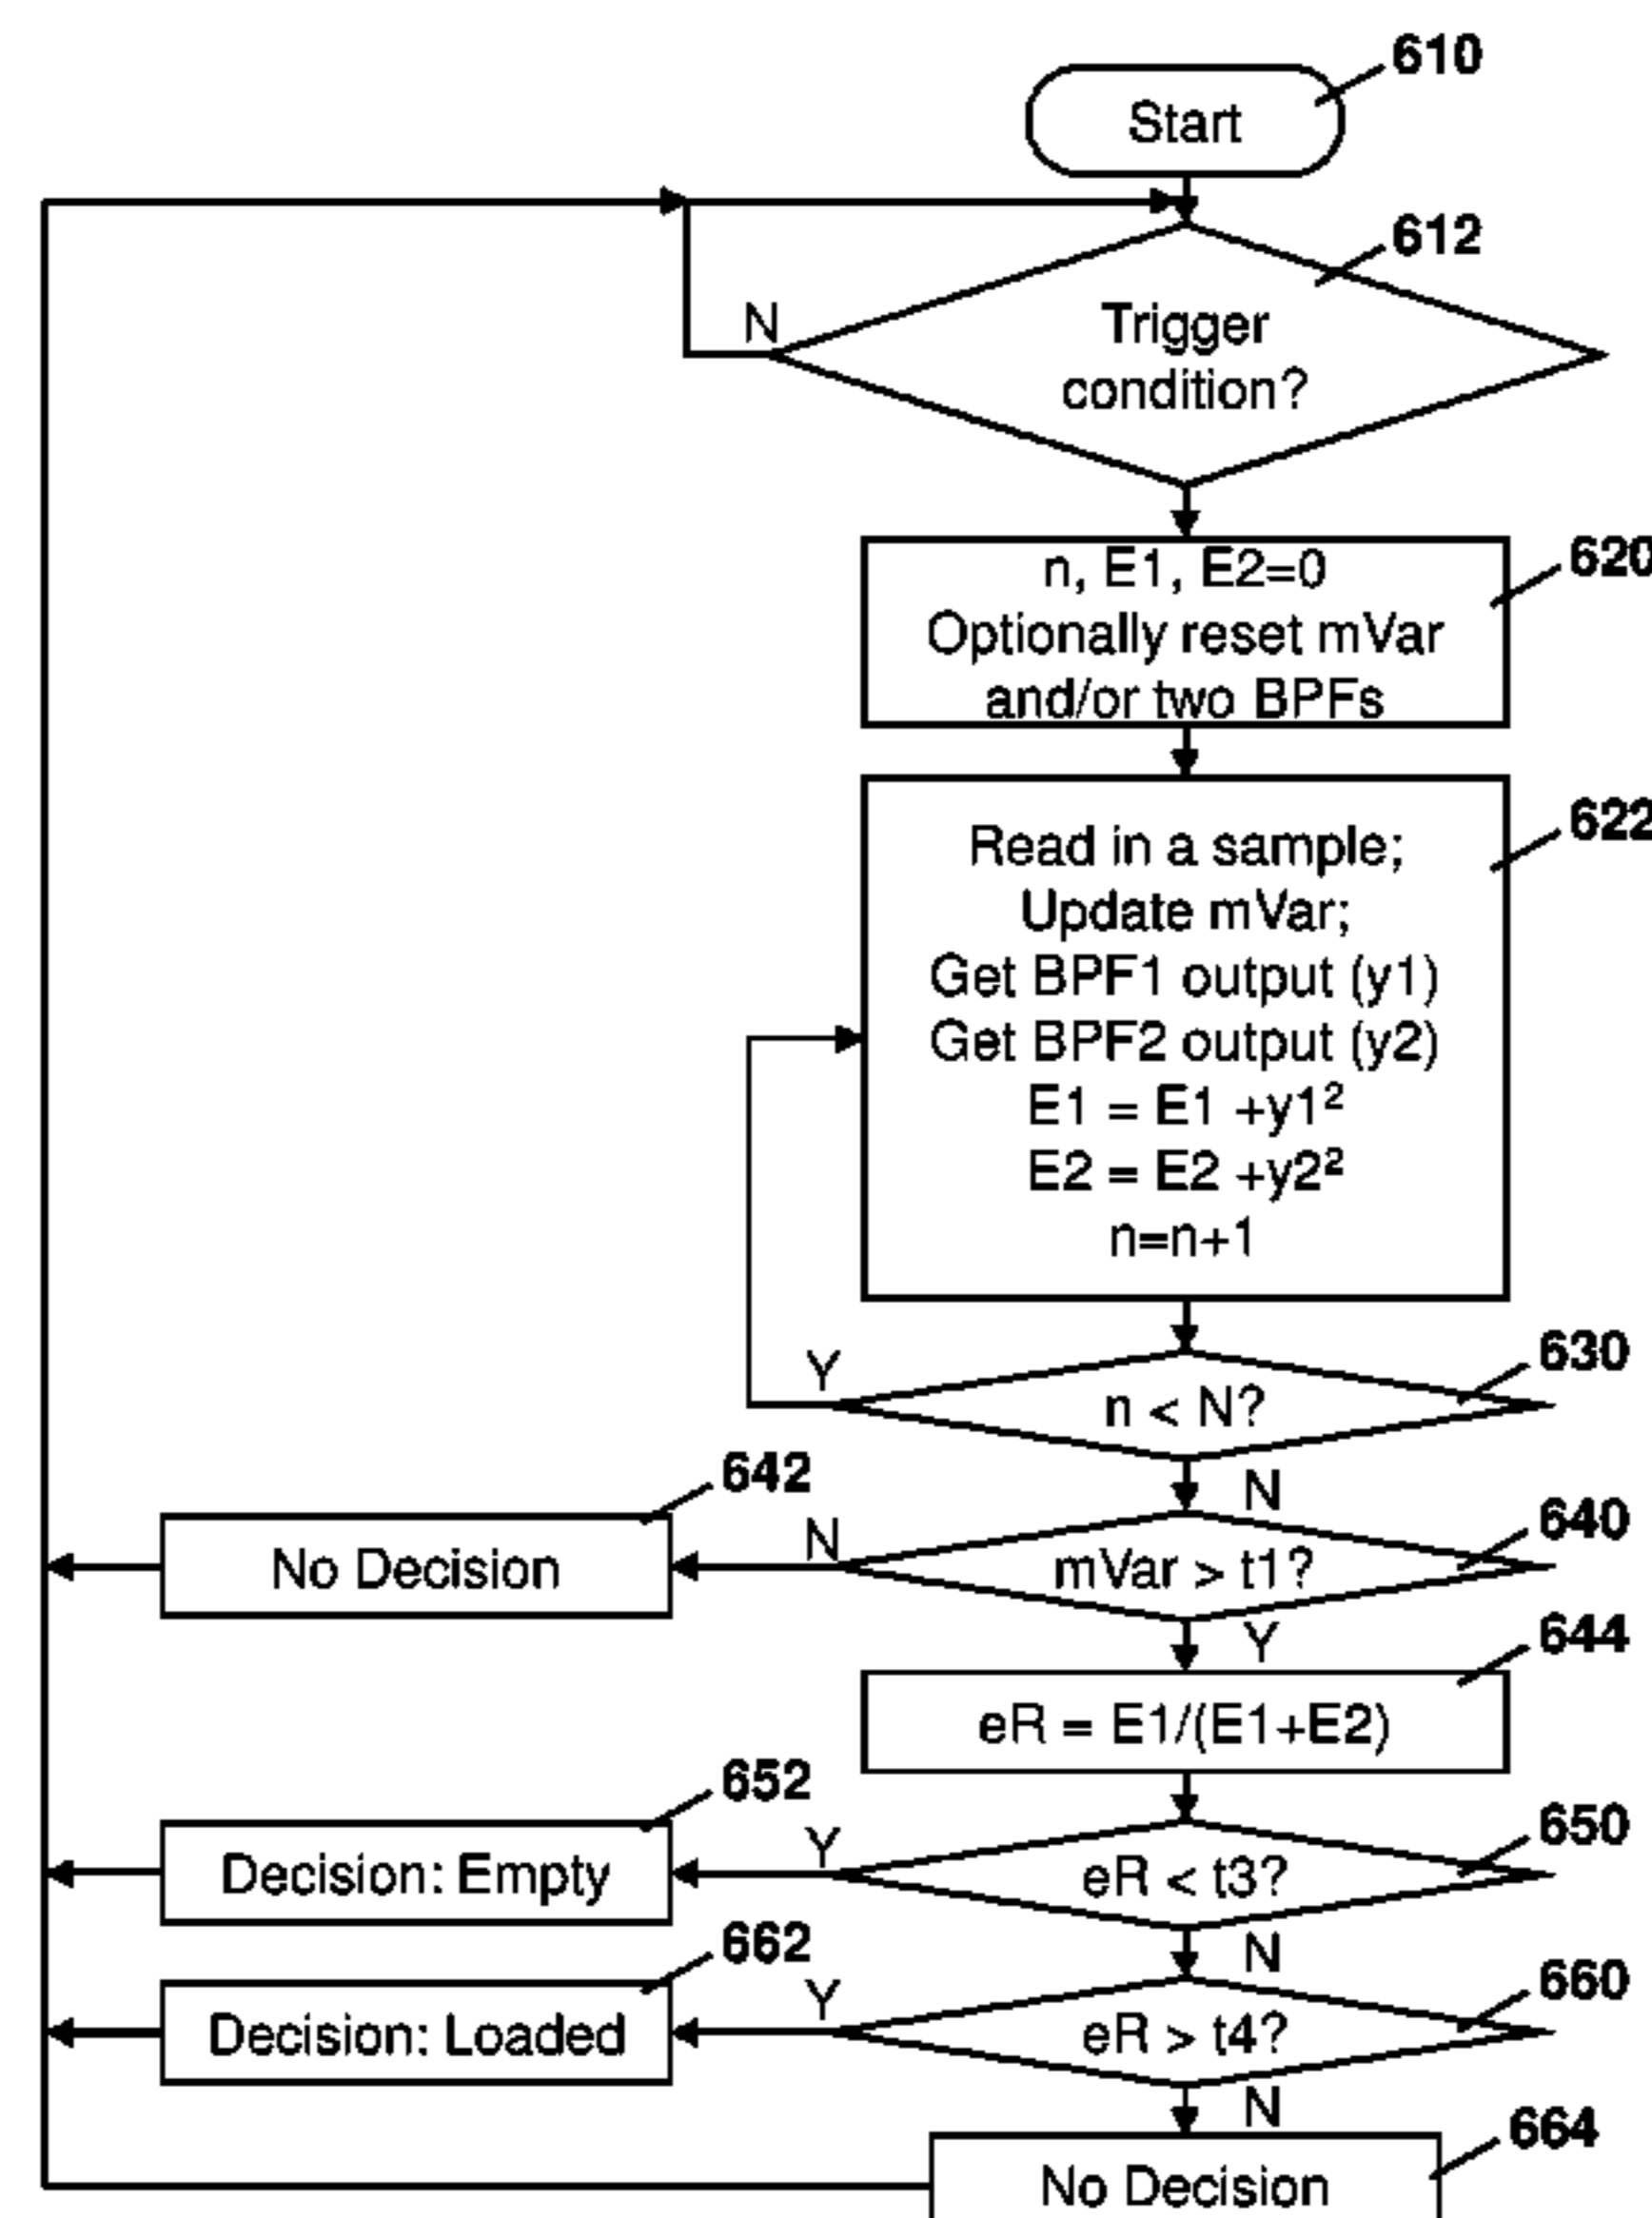 610
Start
612
N
Trigger
condition?
620
n, E1, E2=0
Optionally reset mVar
and/or two BPFs
622
Read in a sample;
Update mVar;
Get BPF1 output (y1)
Get BPF2 output (y2)
E1 = E1 +y1²
E2 = E2 +y2²
n=n+1
630
Y
n < N?
N
642
640
No Decision
N
mVar > t1?
Y
644
eR = E1/(E1+E2)
652
650
Decision: Empty
Y
eR < t3?
N
662
660
Decision: Loaded
Y
eR > t4?
N
664
No Decision